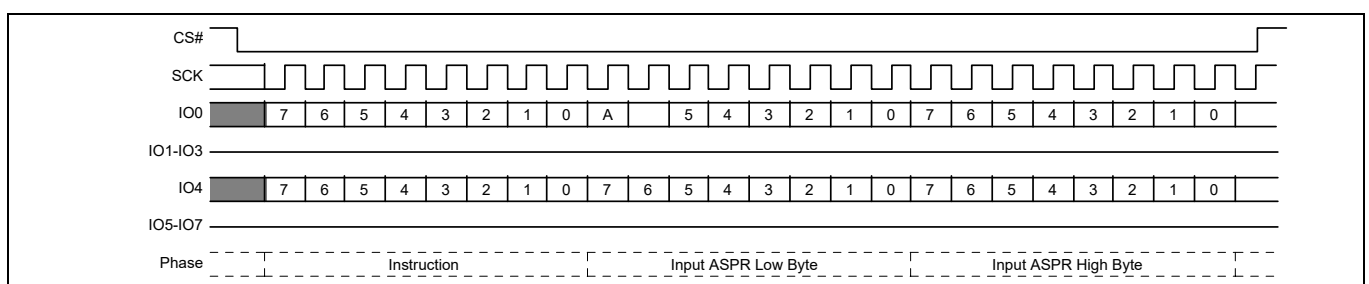 CS#
SCK
IO0 7 6 5 4 3 2 1 0 A 5 4 3 2 1 0 7 6 5 4 3 2 1 0
IO1-IO3
IO4 7 6 5 4 3 2 1 0 7 6 5 4 3 2 1 0 7 6 5 4 3 2 1 0
IO5-IO7
Phase Instruction Input ASPR Low Byte Input ASPR High Byte